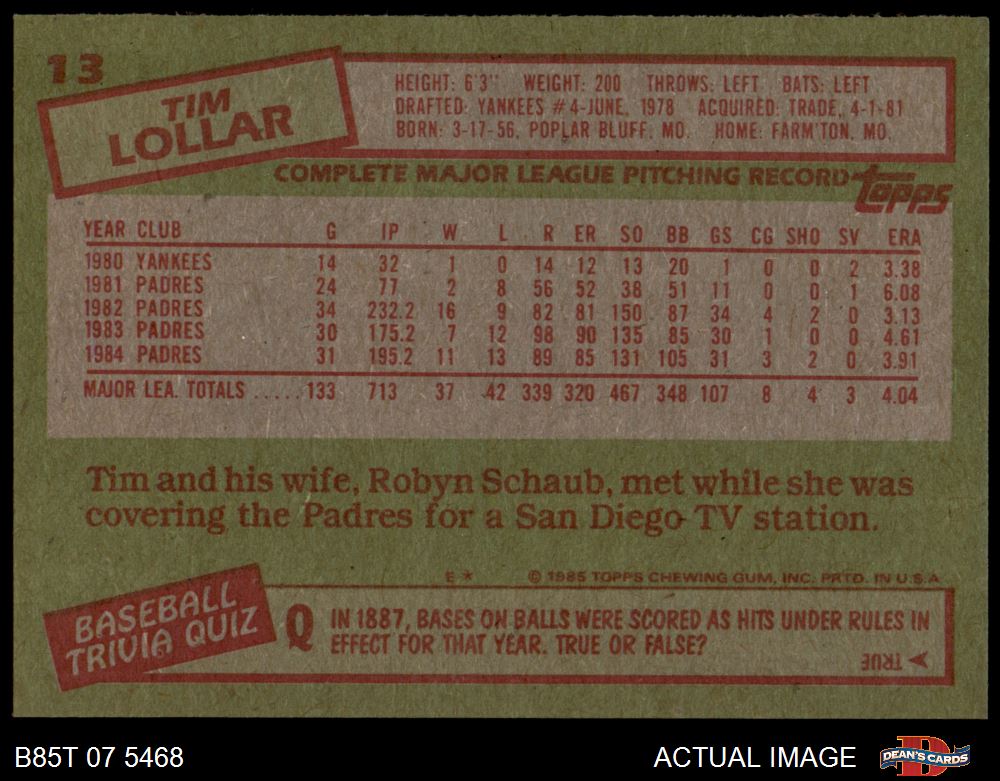 13
TIM
LOLLAR
HEIGHT: 6'3" WEIGHT: 200 THROWS: LEFT BATS: LEFT
DRAFTED: YANKEES #4-JUNE, 1978 ACQUIRED: TRADE, 4-1-81
BORN: 3-17-56, POPLAR BLUFF, MO. HOME: FARM'TON, MO.
COMPLETE MAJOR LEAGUE PITCHING RECORD
topps
YEAR CLUB G IP W L R ER SO BB GS CG SHO SV ERA
1980 YANKEES 14 32 1 0 14 12 13 20 1 0 0 2 3.38
1981 PADRES 24 77 2 8 56 52 38 51 11 0 0 1 6.08
1982 PADRES 34 232.2 16 9 82 81 150 87 34 4 2 0 3.13
1983 PADRES 30 175.2 7 12 98 90 135 85 30 1 0 0 4.61
1984 PADRES 31 195.2 11 13 89 85 131 105 31 3 2 0 3.91
MAJOR LEA. TOTALS .....133 713 37 42 339 320 467 348 107 8 4 3 4.04
Tim and his wife, Robyn Schaub, met while she was
covering the Padres for a San Diego TV station.
E * © 1985 TOPPS CHEWING GUM, INC. PRTD. IN U.S.A
BASEBALL
TRIVIA QUIZ
Q IN 1887, BASES ON BALLS WERE SCORED AS HITS UNDER RULES IN
EFFECT FOR THAT YEAR. TRUE OR FALSE?
TRUE
B85T 07 5468
ACTUAL IMAGE
DEAN'S CARDS